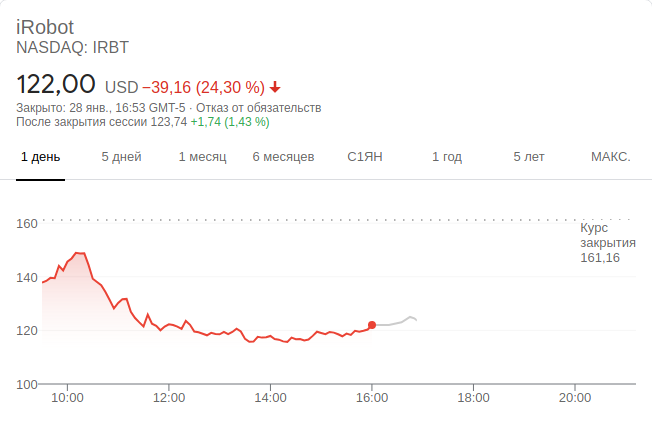 iRobot
NASDAQ: IRBT
122,00 USD −39,16 (24,30 %)
Закрыто: 28 янв., 16:53 GMT-5 · Отказ от обязательств
После закрытия сессии 123,74 +1,74 (1,43 %)
1 день 5 дней 1 месяц 6 месяцев С1ЯН 1 год 5 лет МАКС.
160
Курс
закрытия
161,16
140
120
100
10:00 12:00 14:00 16:00 18:00 20:00